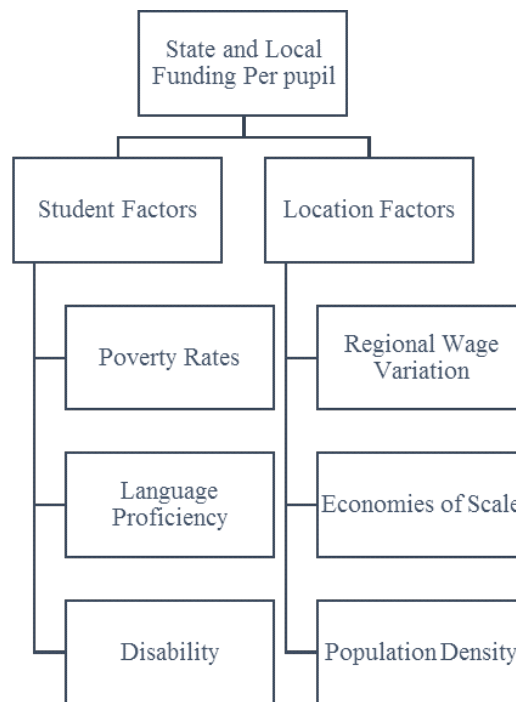 State and Local
Funding Per pupil
Student Factors
Location Factors
Poverty Rates
Regional Wage
Variation
Language
Proficiency
Economies of Scale
Disability
Population Density